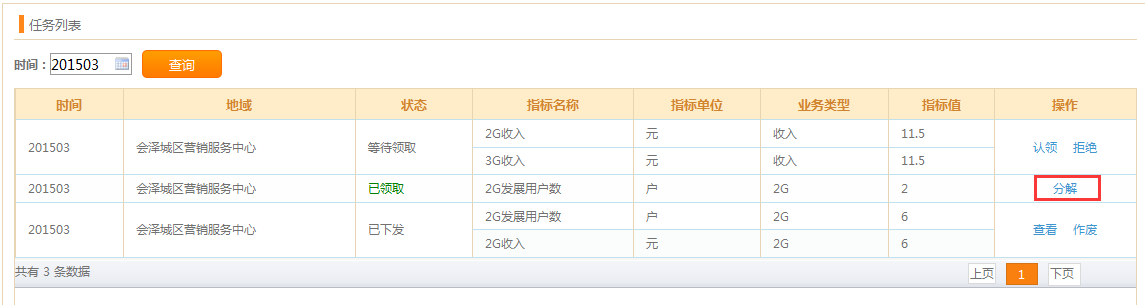 任务列表
时间：201503 查询
时间 地域 状态 指标名称 指标单位 业务类型 指标值 操作
201503 会泽城区营销服务中心 等待领取 2G收入 元 收入 11.5 认领 拒绝
3G收入 元 收入 11.5
201503 会泽城区营销服务中心 已领取 2G发展用户数 户 2G 2 分解
201503 会泽城区营销服务中心 已下发 2G发展用户数 户 2G 6 查看 作废
2G收入 元 2G 6
共有 3 条数据 上页 1 下页